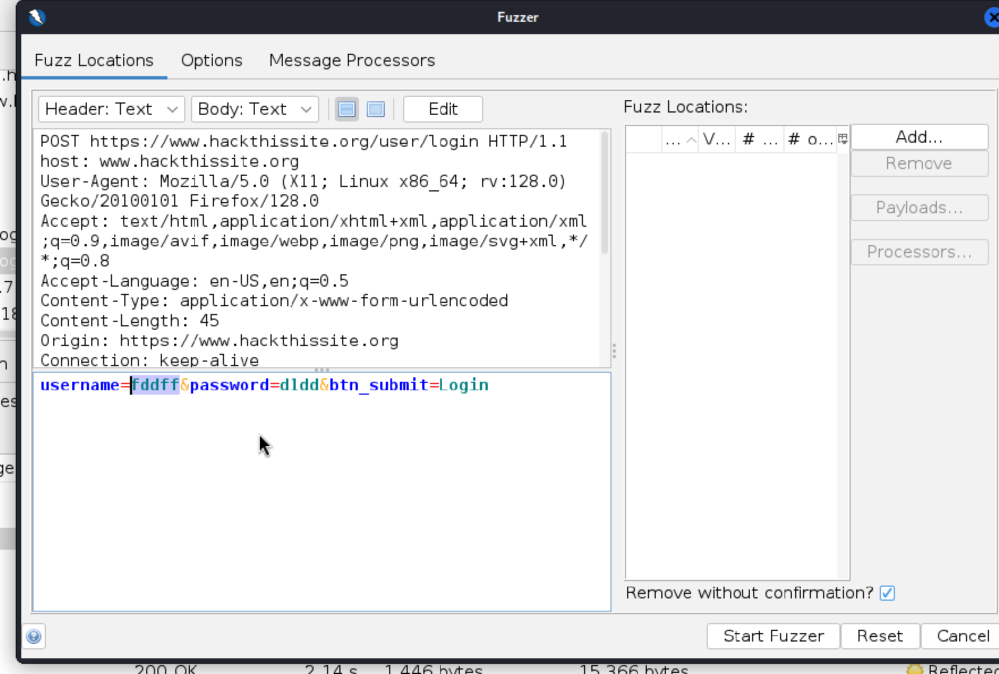 Fuzzer
Fuzz Locations
Options
Message Processors
Header: Text
Body: Text
Edit
POST https://www.hackthissite.org/user/login HTTP/1.1
host: www.hackthissite.org
User-Agent: Mozilla/5.0 (X11; Linux x86_64; rv:128.0)
Gecko/20100101 Firefox/128.0
Accept: text/html,application/xhtml+xml,application/xml
;q=0.9,image/avif,image/webp,image/png,image/svg+xml,*/
*;q=0.8
Accept-Language: en-US,en;q=0.5
Content-Type: application/x-www-form-urlencoded
Content-Length: 45
Origin: https://www.hackthissite.org
Connection: keep-alive
username=fddff&password=d1dd&btn_submit=Login
Fuzz Locations:
... V... # ... # o...
Add...
Remove
Payloads...
Processors...
Remove without confirmation?
Start Fuzzer
Reset
Cancel
200 OK 2.14 s 1,446 bytes 15,366 bytes Reflected